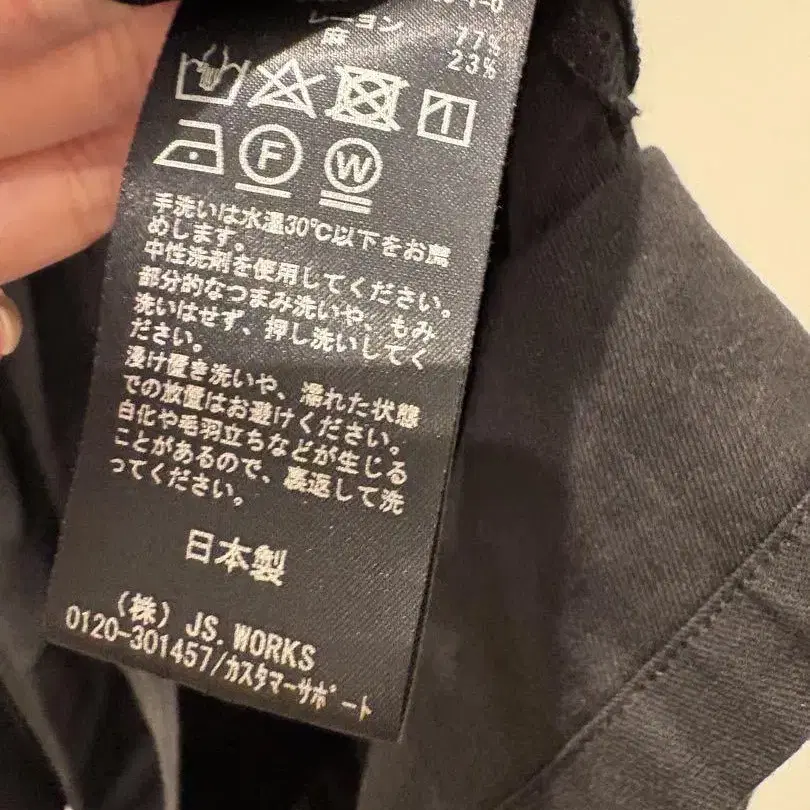 レーヨン 77%
麻 23%
1
F W
手洗いは水温30℃以下をお薦
めします。
中性洗剤を使用してください。
部分的なつまみ洗いや、もみ
洗いはせず、押し洗いしてく
ださい。
浸け置き洗いや、濡れた状態
での放置はお避けください。
白化や毛羽立ちなどが生じる
ことがあるので、裏返して洗
ってください。
日本製
(株) JS.WORKS
0120-301457/カスタマーサポート